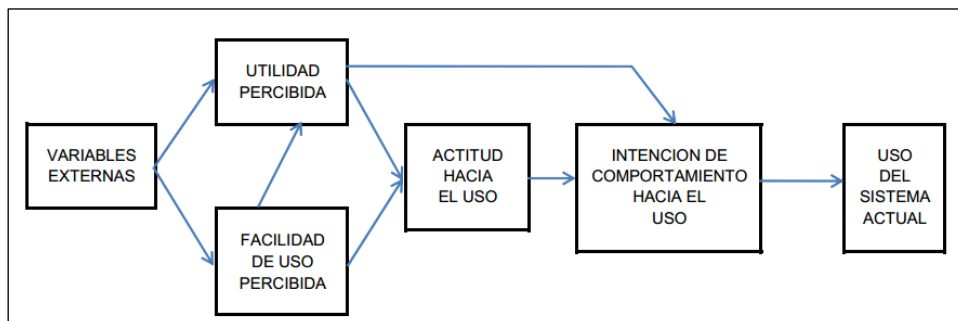 UTILIDAD
PERCIBIDA
VARIABLES
EXTERNAS
FACILIDAD
DE USO
PERCIBIDA
ACTITUD
HACIA
EL USO
INTENCION DE
COMPORTAMIENTO
HACIA EL
USO
USO
DEL
SISTEMA
ACTUAL